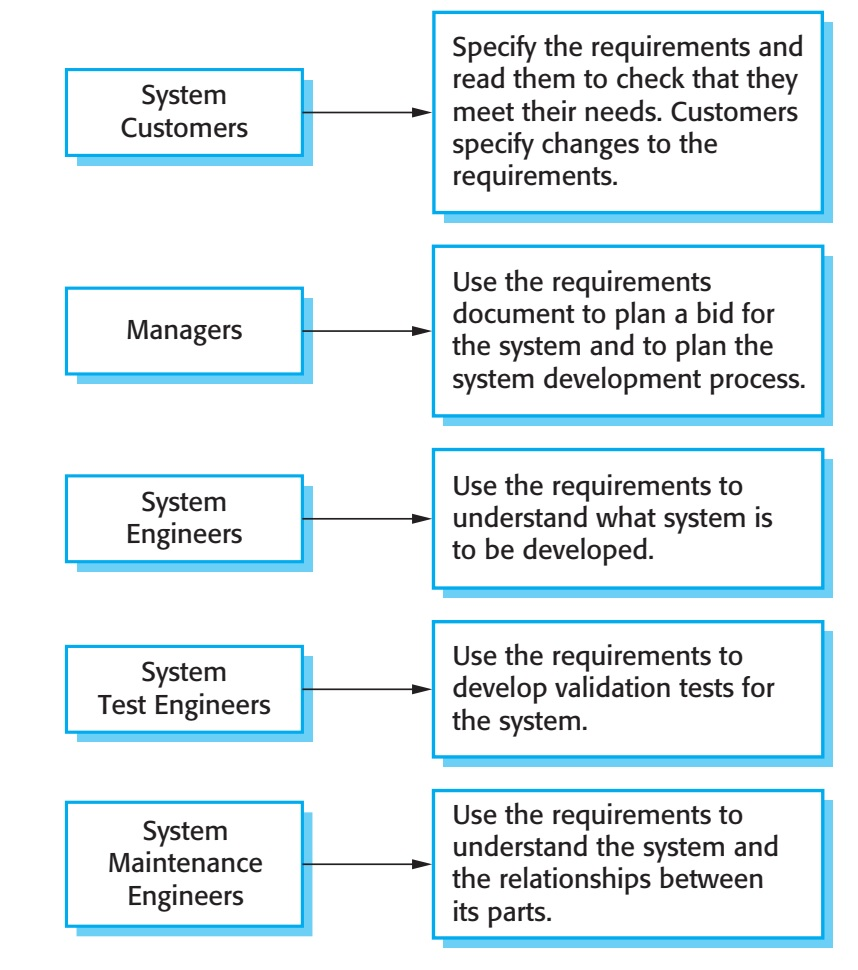 System
Customers
Specify the requirements and
read them to check that they
meet their needs. Customers
specify changes to the
requirements.
Managers
Use the requirements
document to plan a bid for
the system and to plan the
system development process.
System
Engineers
Use the requirements to
understand what system is
to be developed.
System
Test Engineers
Use the requirements to
develop validation tests for
the system.
System
Maintenance
Engineers
Use the requirements to
understand the system and
the relationships between
its parts.